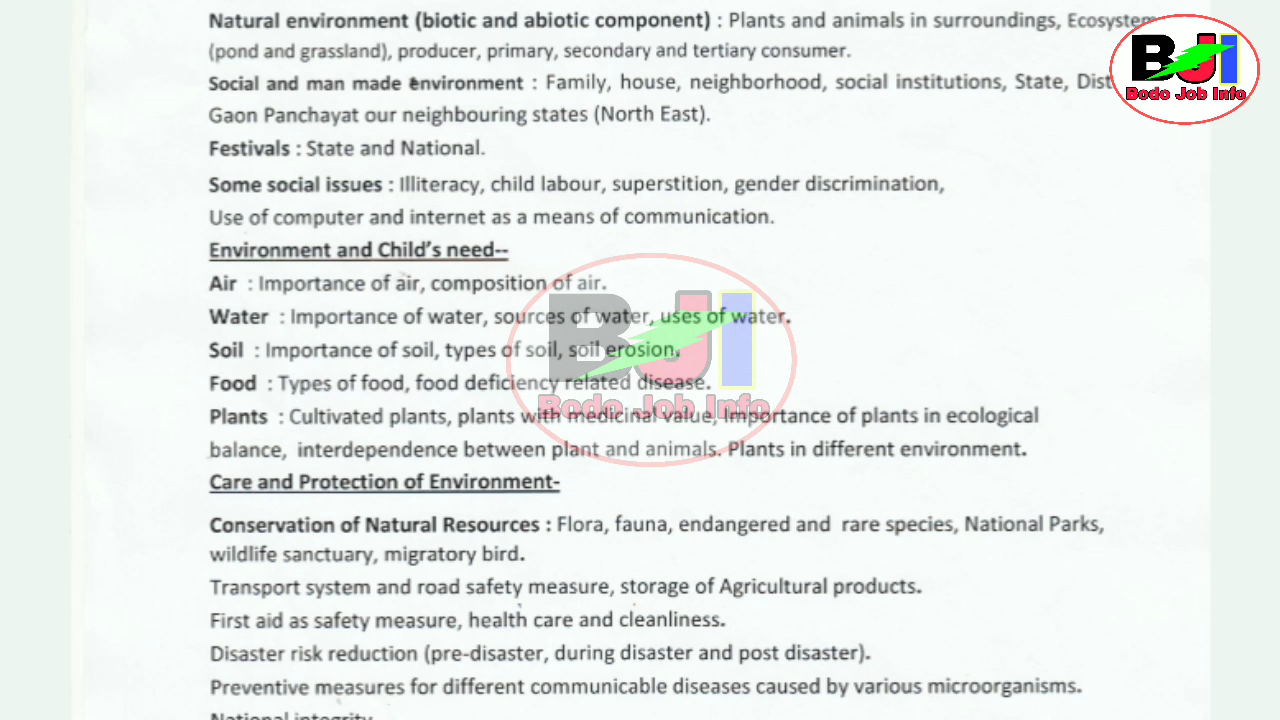 Natural environment (biotic and abiotic component) : Plants and animals in surroundings, Ecosystem
(pond and grassland), producer, primary, secondary and tertiary consumer.
Social and man made environment : Family, house, neighborhood, social institutions, State, Dist
Gaon Panchayat our neighbouring states (North East).
Festivals : State and National.
Some social issues : Illiteracy, child labour, superstition, gender discrimination,
Use of computer and internet as a means of communication.
Environment and Child's need--
Air : Importance of air, composition of air.
Water : Importance of water, sources of water, uses of water.
Soil : Importance of soil, types of soil, soil erosion.
Food : Types of food, food deficiency related disease.
Plants : Cultivated plants, plants with medicinal value, Importance of plants in ecological
balance, interdependence between plant and animals. Plants in different environment.
Care and Protection of Environment-
Conservation of Natural Resources : Flora, fauna, endangered and rare species, National Parks,
wildlife sanctuary, migratory bird.
Transport system and road safety measure, storage of Agricultural products.
First aid as safety measure, health care and cleanliness.
Disaster risk reduction (pre-disaster, during disaster and post disaster).
Preventive measures for different communicable diseases caused by various microorganisms.
National integrity
BJI
Bodo Job Info
BJI
Bodo Job Info